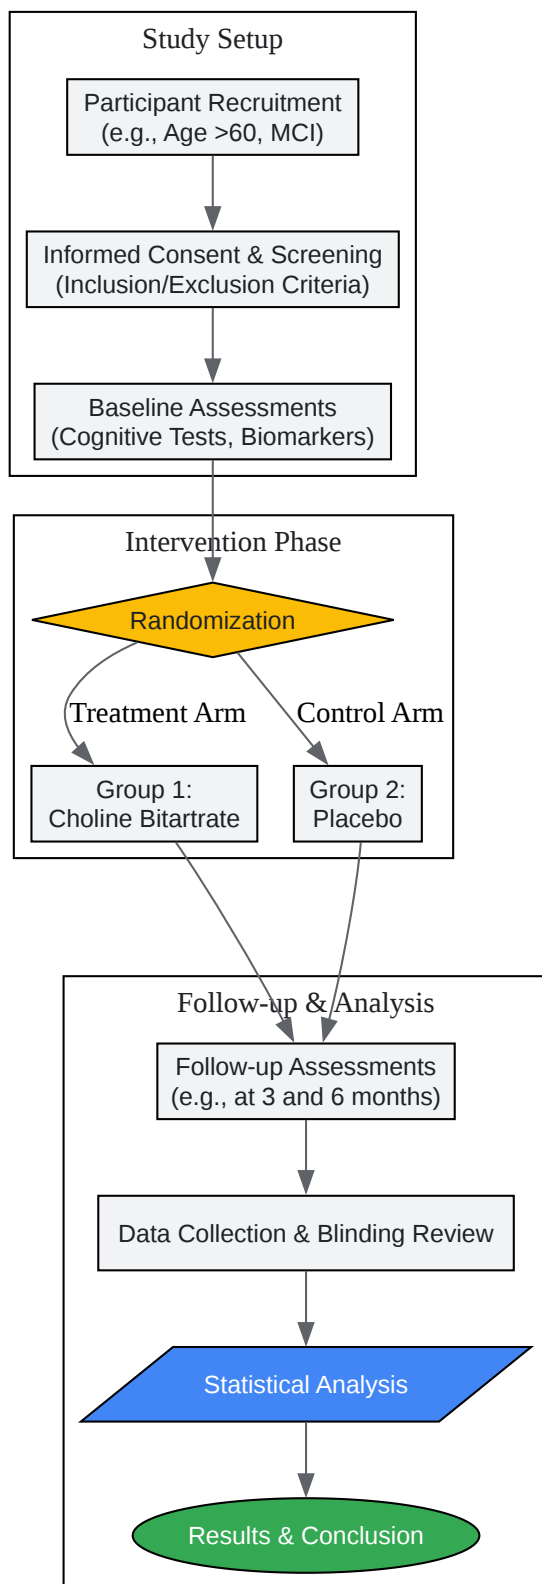 Study Setup
Participant Recruitment
(e.g., Age >60, MCI)
Informed Consent & Screening
(Inclusion/Exclusion Criteria)
Baseline Assessments
(Cognitive Tests, Biomarkers)
Intervention Phase
Randomization
Treatment Arm
Control Arm
Group 1:
Choline Bitartrate
Group 2:
Placebo
Follow-up & Analysis
Follow-up Assessments
(e.g., at 3 and 6 months)
Data Collection & Blinding Review
Statistical Analysis
Results & Conclusion